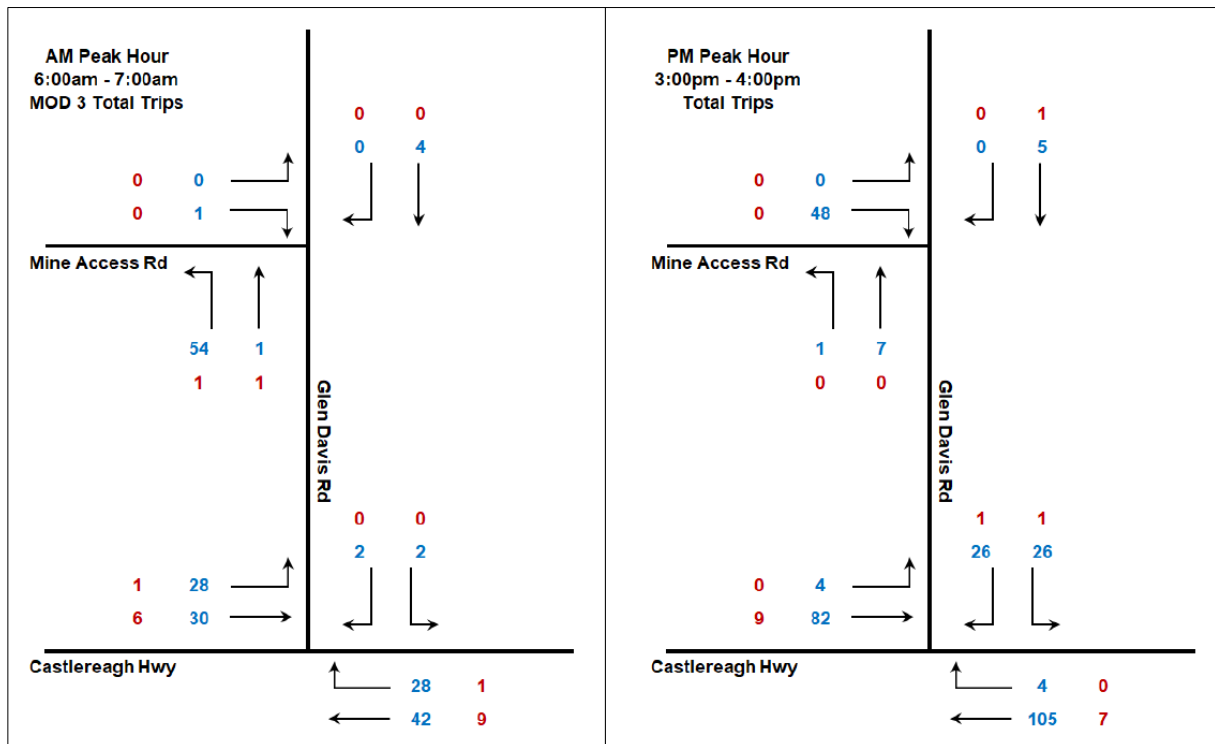 AM Peak Hour
6:00am - 7:00am
MOD 3 Total Trips
0 0
0 4
0 0
0 1
Mine Access Rd
54 1
1 1
Glen Davis Rd
0 0
2 2
1 28
6 30
Castlereagh Hwy
28 1
42 9
PM Peak Hour
3:00pm - 4:00pm
Total Trips
0 1
0 5
0 0
0 48
Mine Access Rd
1 7
0 0
Glen Davis Rd
1 1
26 26
0 4
9 82
Castlereagh Hwy
4 0
105 7